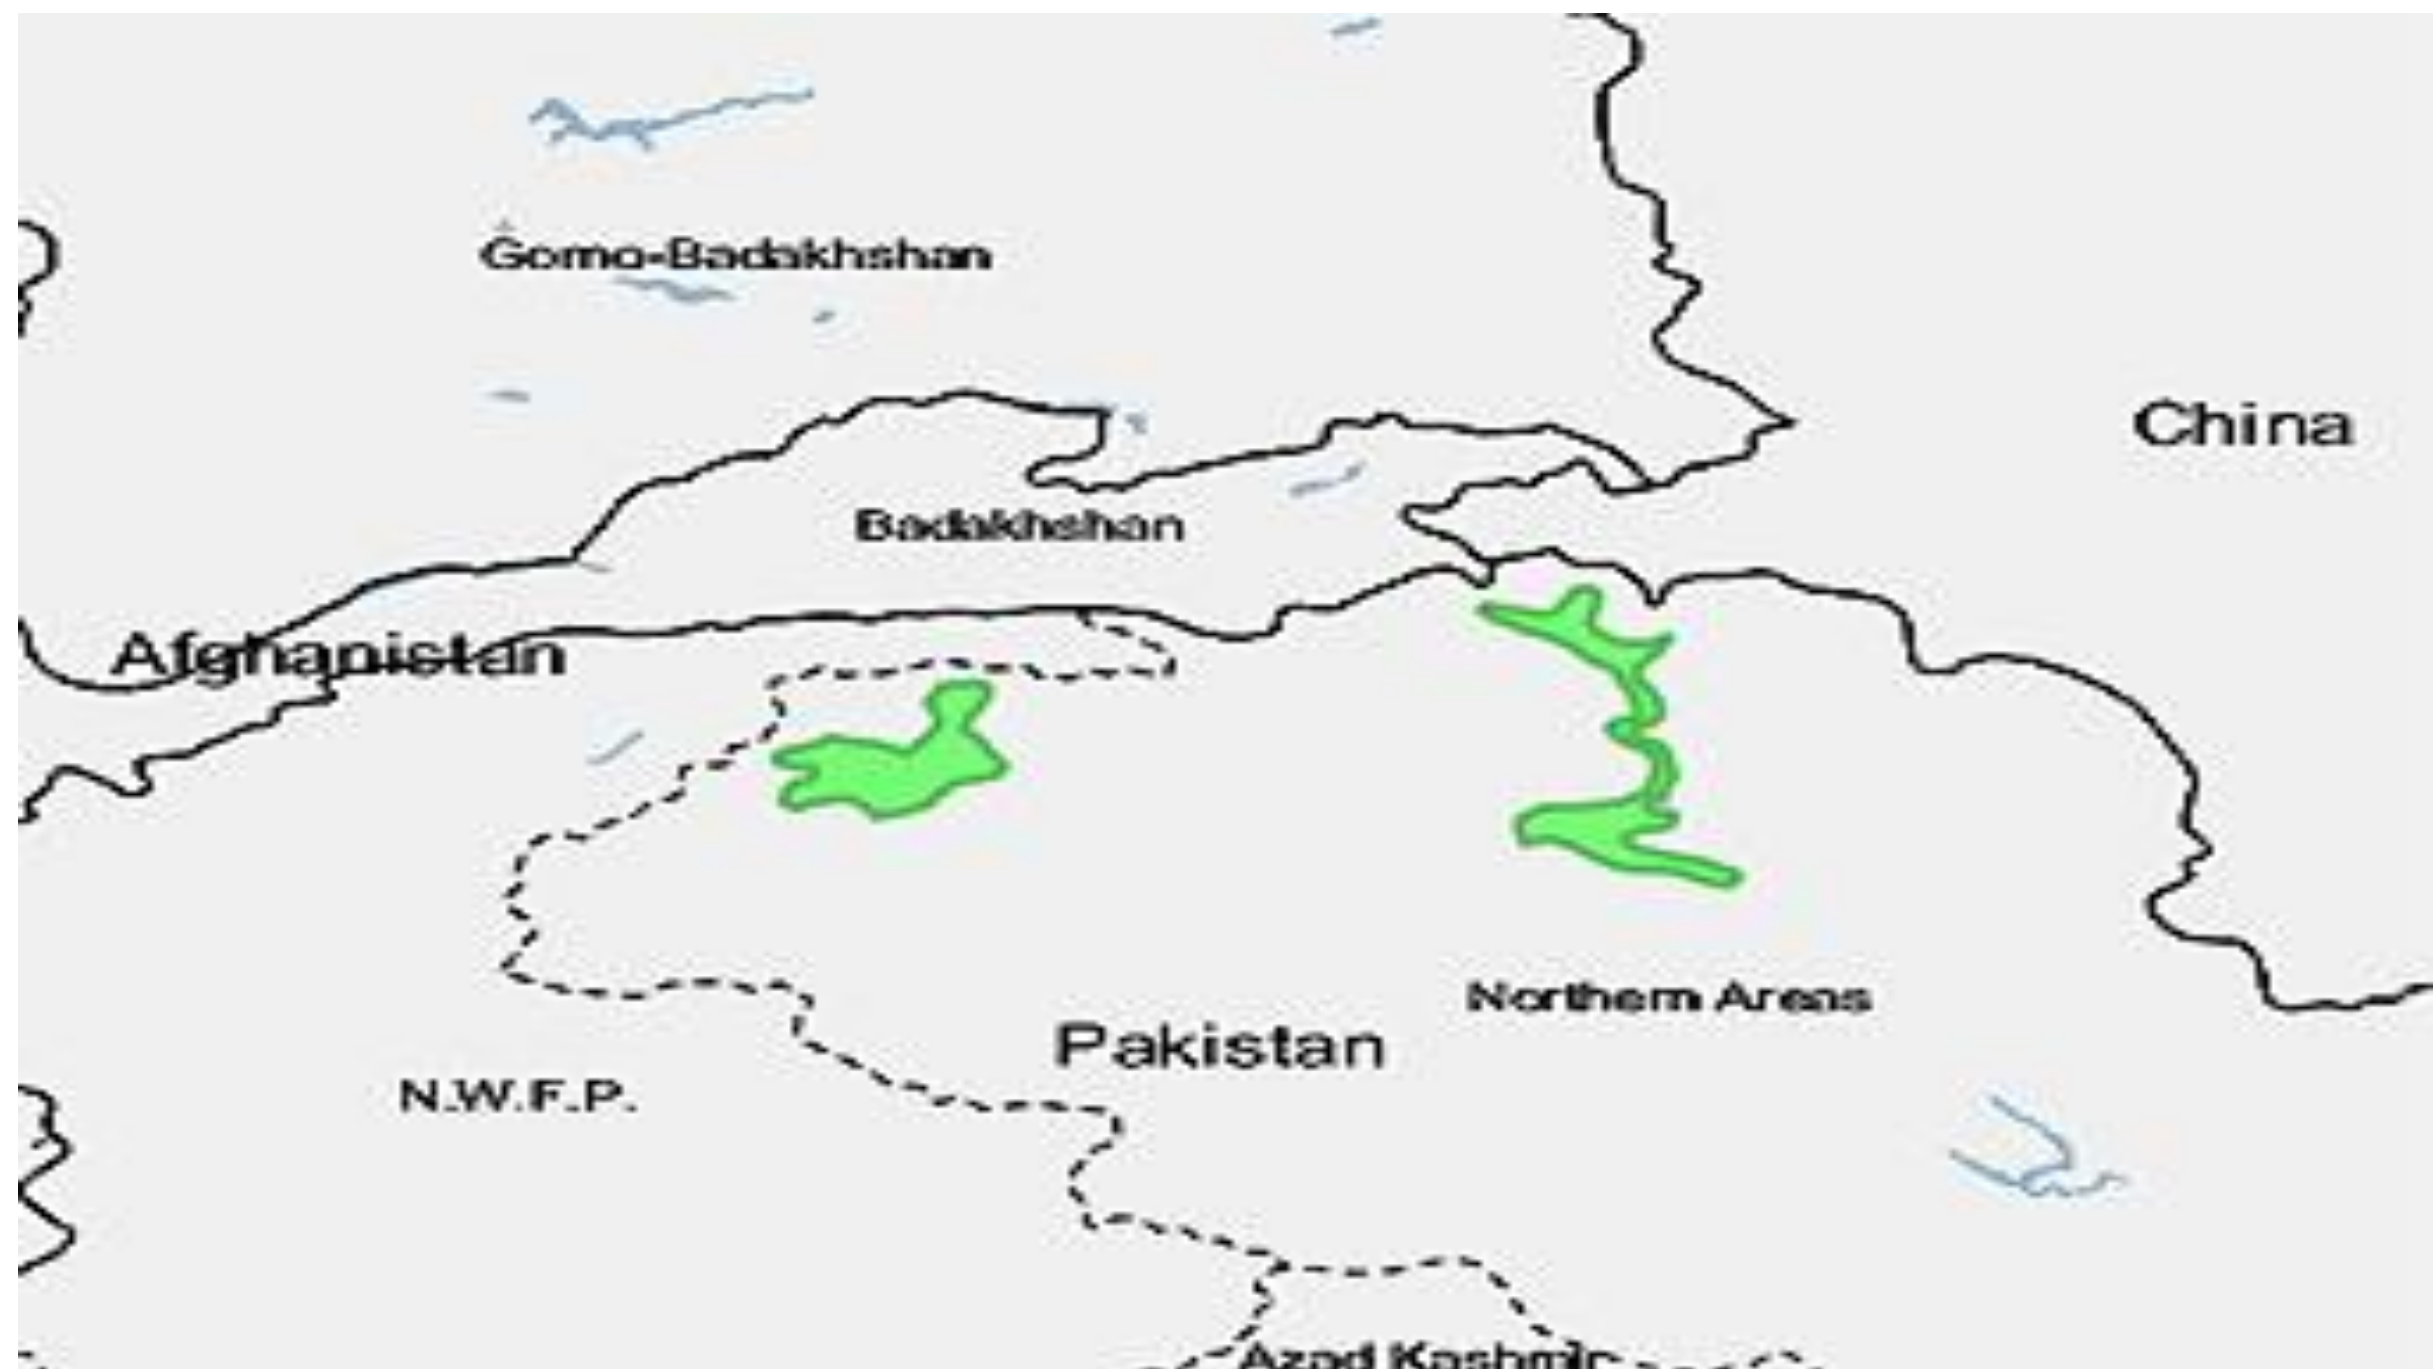 Gorno-Badakhshan
China
Badakhshan
Afghanistan
Northern Areas
Pakistan
N.W.F.P.
Azad Kashmir